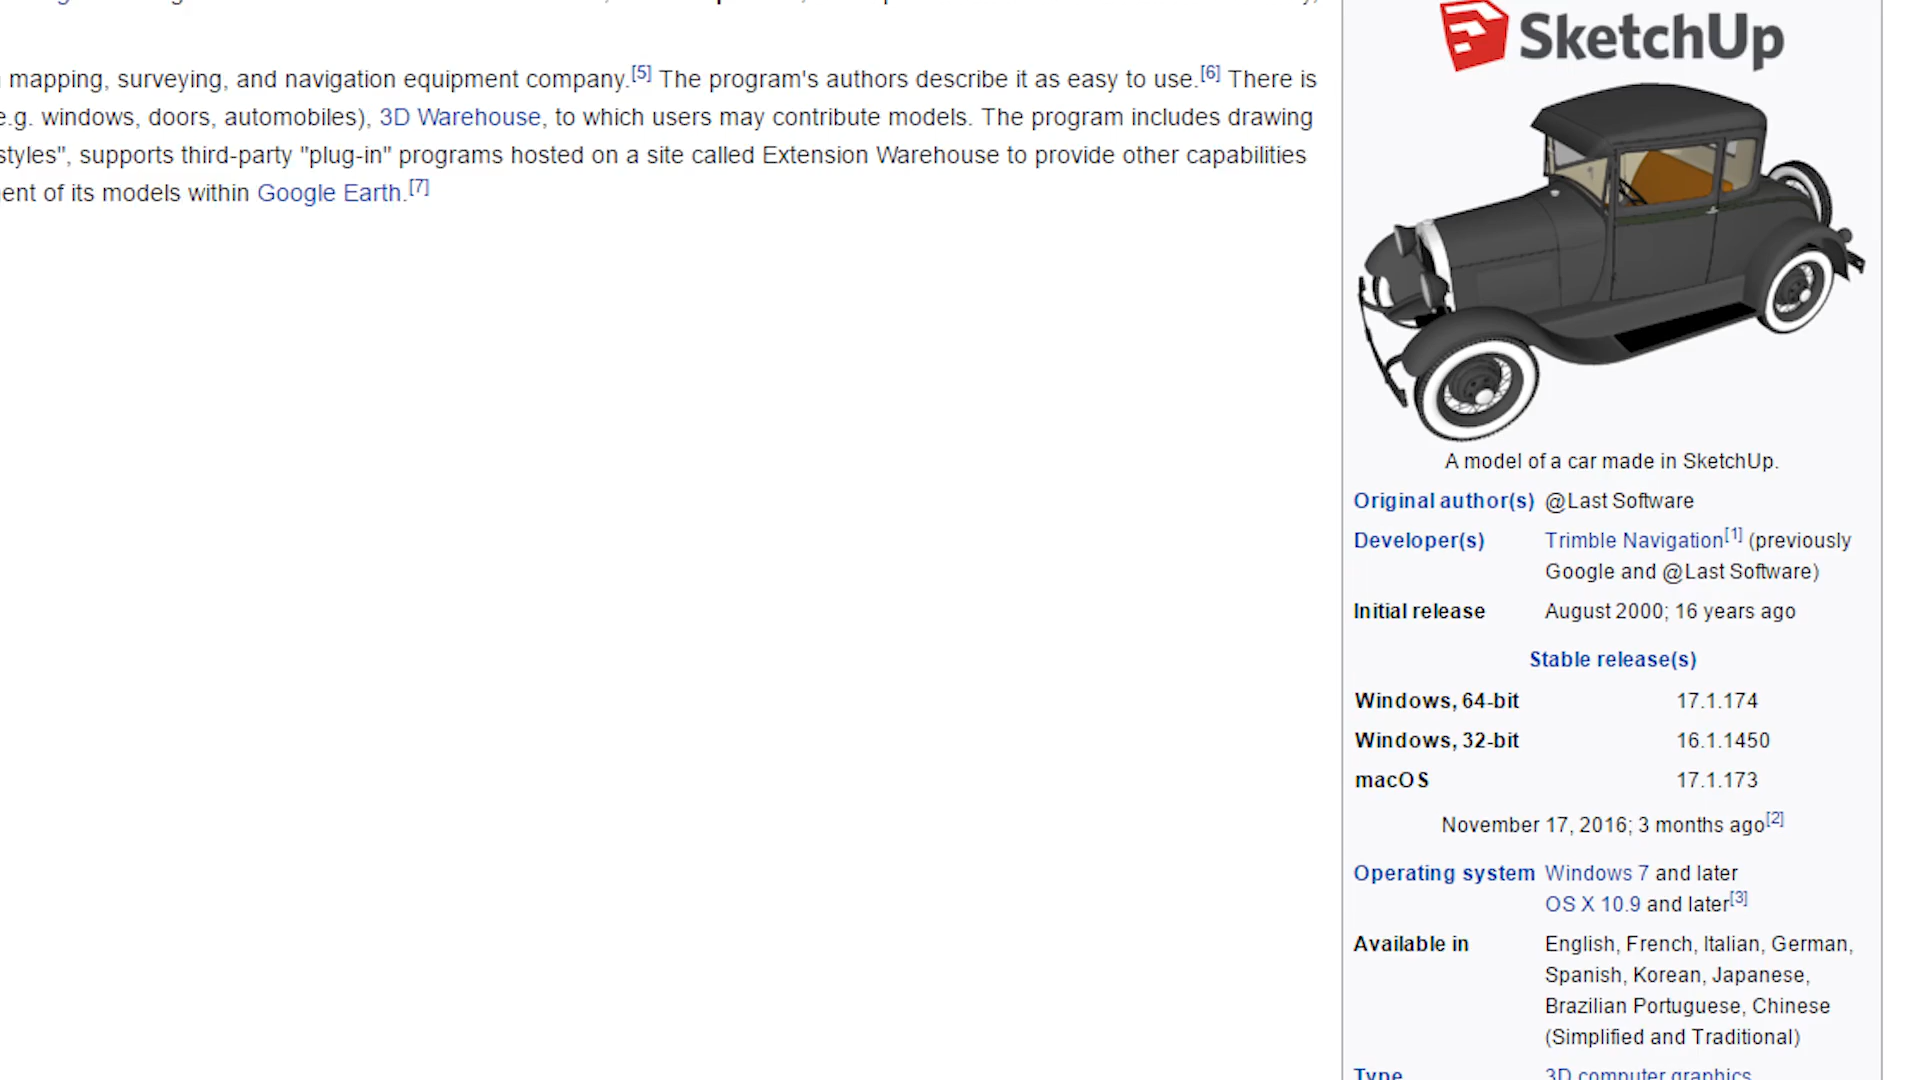 mapping, surveying, and navigation equipment company.[5] The program's authors describe it as easy to use.[6] There is
e.g. windows, doors, automobiles), 3D Warehouse, to which users may contribute models. The program includes drawing
styles", supports third-party "plug-in" programs hosted on a site called Extension Warehouse to provide other capabilities
ent of its models within Google Earth.[7]
SketchUp
A model of a car made in SketchUp.
Original author(s) @Last Software
Developer(s) Trimble Navigation[1] (previously
Google and @Last Software)
Initial release August 2000; 16 years ago
Stable release(s)
Windows, 64-bit 17.1.174
Windows, 32-bit 16.1.1450
macOS 17.1.173
November 17, 2016; 3 months ago[2]
Operating system Windows 7 and later
OS X 10.9 and later[3]
Available in English, French, Italian, German,
Spanish, Korean, Japanese,
Brazilian Portuguese, Chinese
(Simplified and Traditional)
Type 3D computer graphics